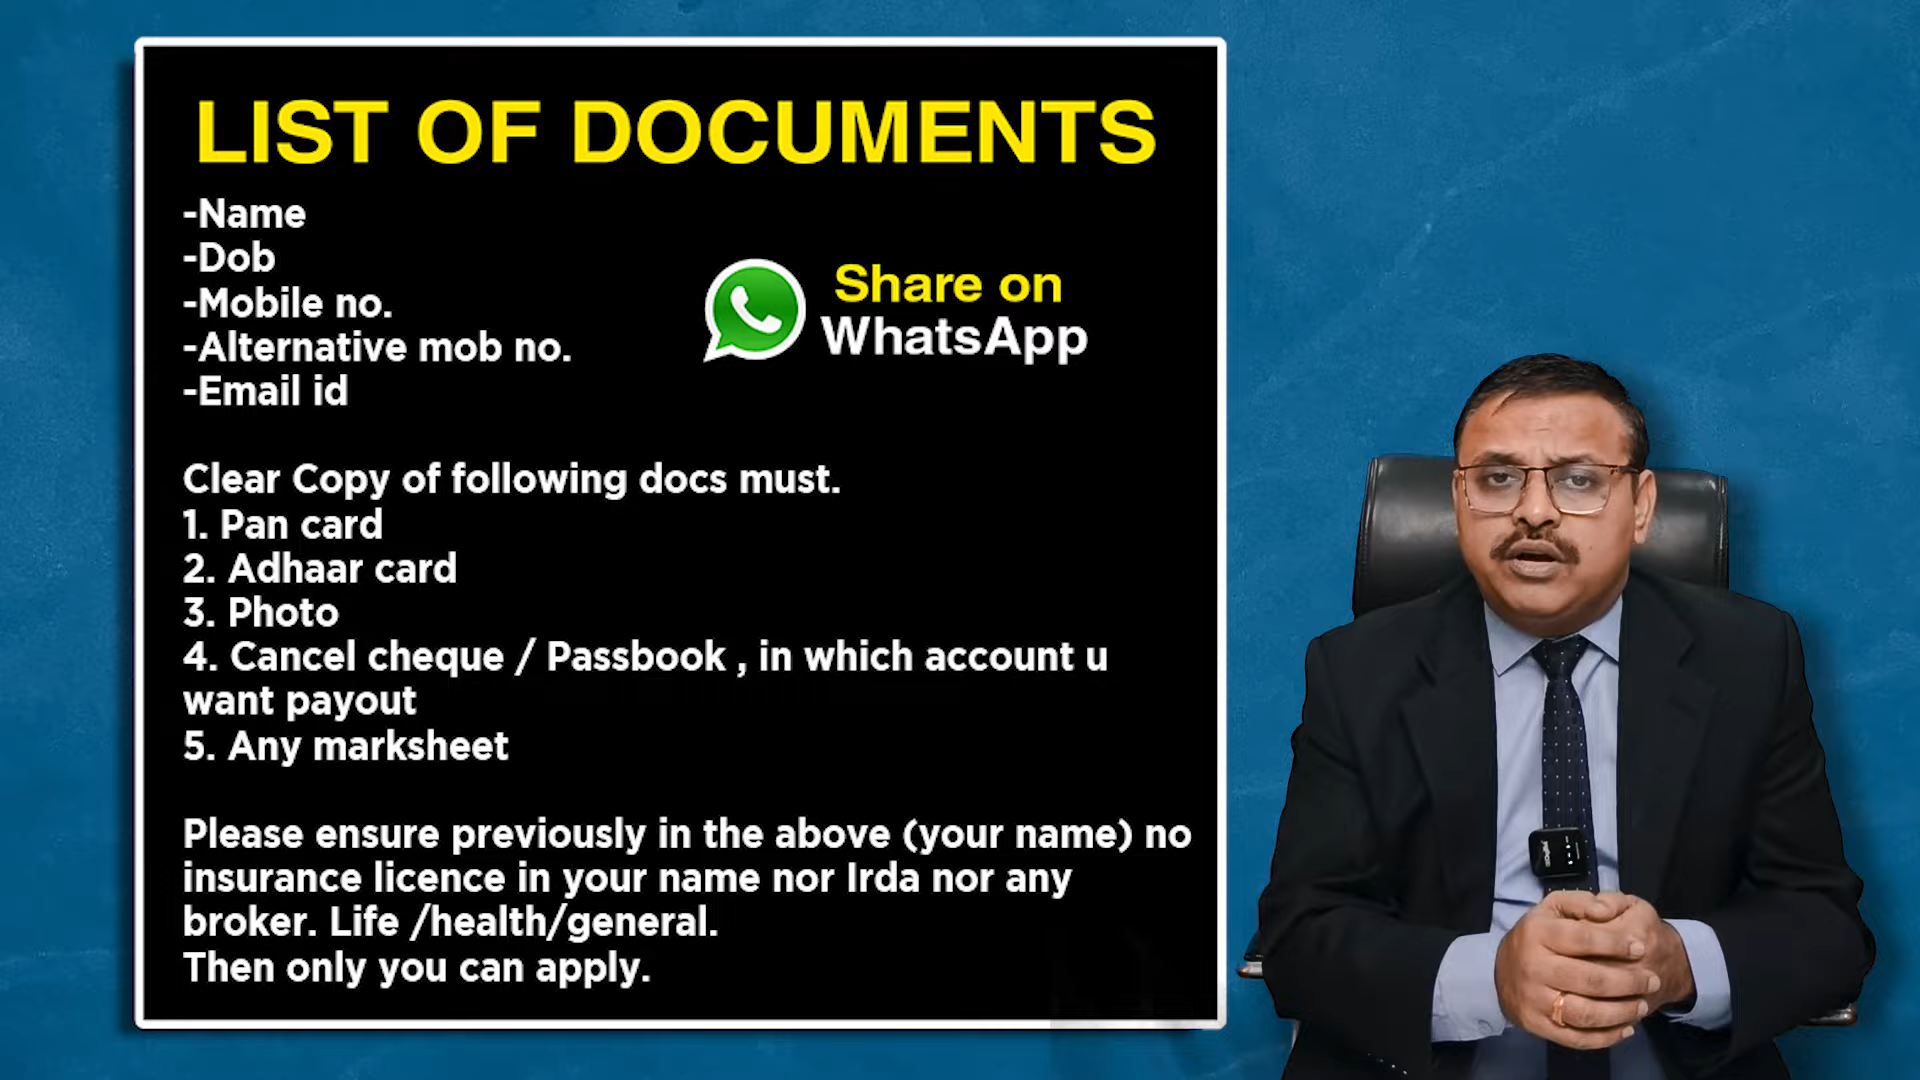 LIST OF DOCUMENTS
-Name
-Dob
-Mobile no.
-Alternative mob no.
-Email id
Share on
WhatsApp
Clear Copy of following docs must.
1. Pan card
2. Adhaar card
3. Photo
4. Cancel cheque / Passbook , in which account u
want payout
5. Any marksheet
Please ensure previously in the above (your name) no
insurance licence in your name nor Irda nor any
broker. Life /health/general.
Then only you can apply.